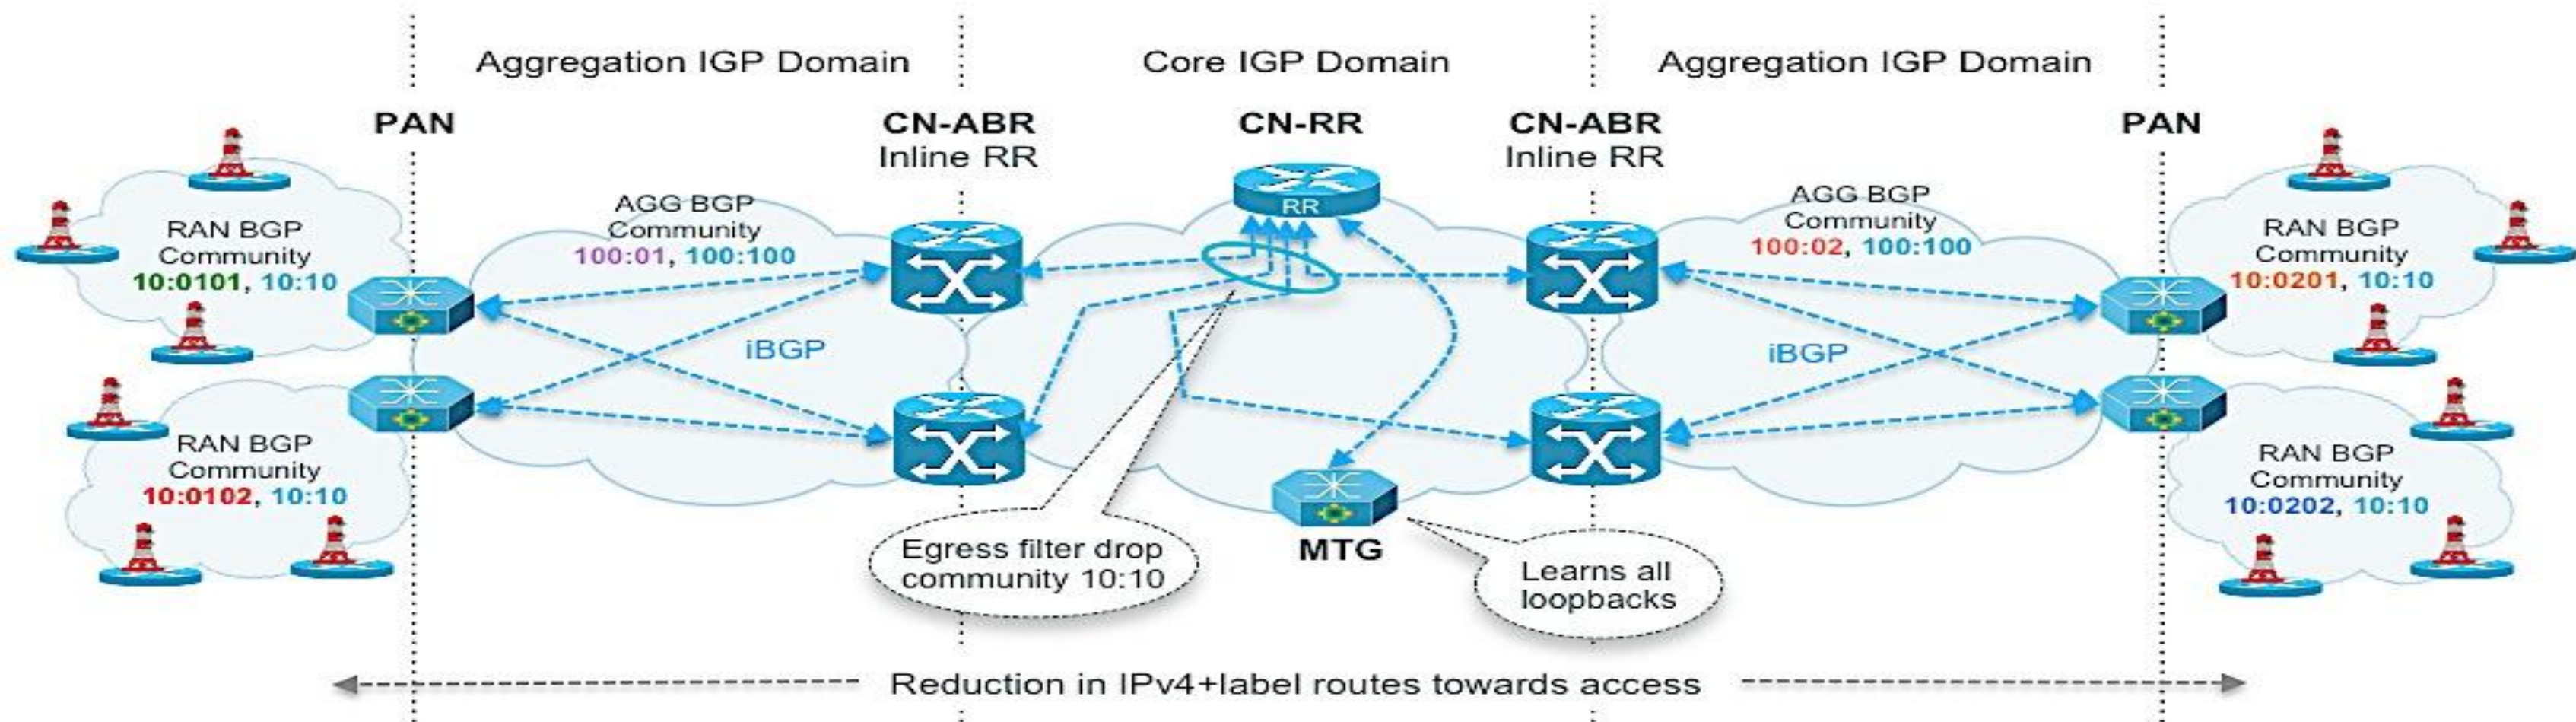 Aggregation IGP Domain
Core IGP Domain
Aggregation IGP Domain
PAN
CN-ABR
Inline RR
CN-RR
CN-ABR
Inline RR
PAN
RR
RAN BGP
Community
10:0101, 10:10
AGG BGP
Community
100:01, 100:100
AGG BGP
Community
100:02, 100:100
RAN BGP
Community
10:0201, 10:10
iBGP
iBGP
RAN BGP
Community
10:0102, 10:10
RAN BGP
Community
10:0202, 10:10
Egress filter drop
community 10:10
MTG
Learns all
loopbacks
Reduction in IPv4+label routes towards access